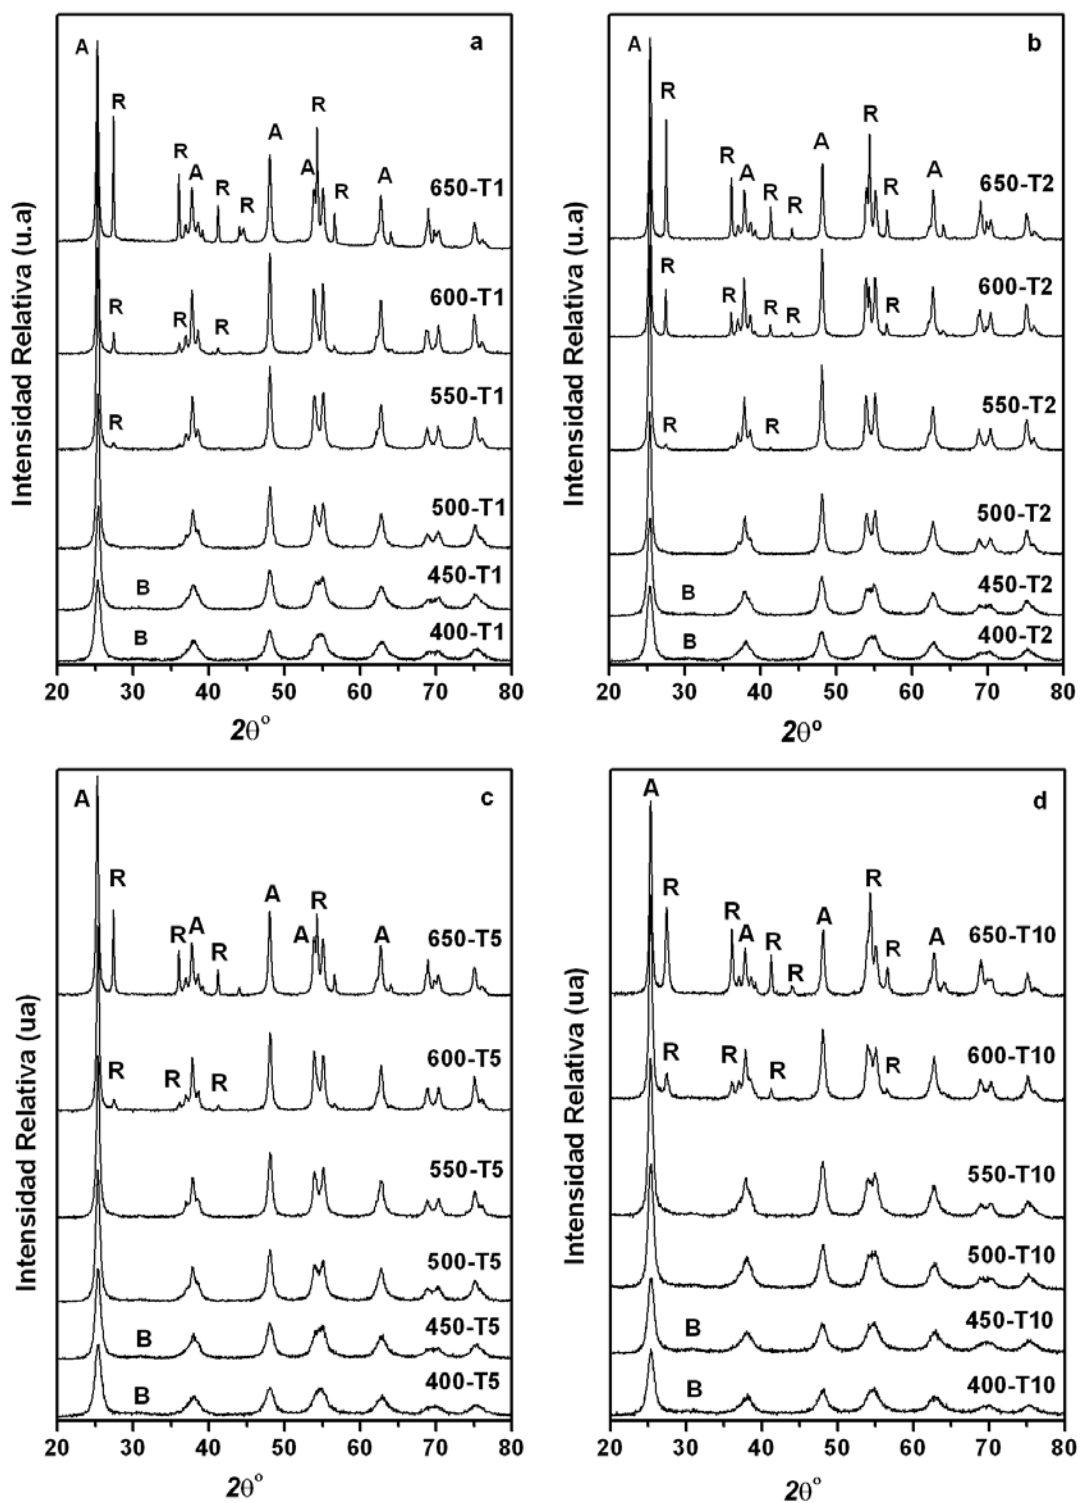 a
A
R
R
A
R
R
A
A
R
R
A
650-T1
R
R
R
600-T1
R
550-T1
500-T1
B
450-T1
B
400-T1
20 30 40 50 60 70 80
2θ°
Intensidad Relativa (u.a)
b
A
R
R
A
R
R
A
R
R
A
650-T2
R
R
R
R
R
600-T2
R
R
550-T2
500-T2
B
450-T2
B
400-T2
20 30 40 50 60 70 80
2θº
Intensidad Relativa (u.a)
c
A
R
R
A
R
A
A
R
A
650-T5
R
R
R
600-T5
550-T5
500-T5
B
450-T5
B
400-T5
20 30 40 50 60 70 80
2θ°
Intensidad Relativa (ua)
d
A
R
R
A
R
R
A
R
R
A
650-T10
R
R
R
R
600-T10
550-T10
500-T10
B
450-T10
B
400-T10
20 30 40 50 60 70 80
2θ°
Intensidad Relativa (ua)